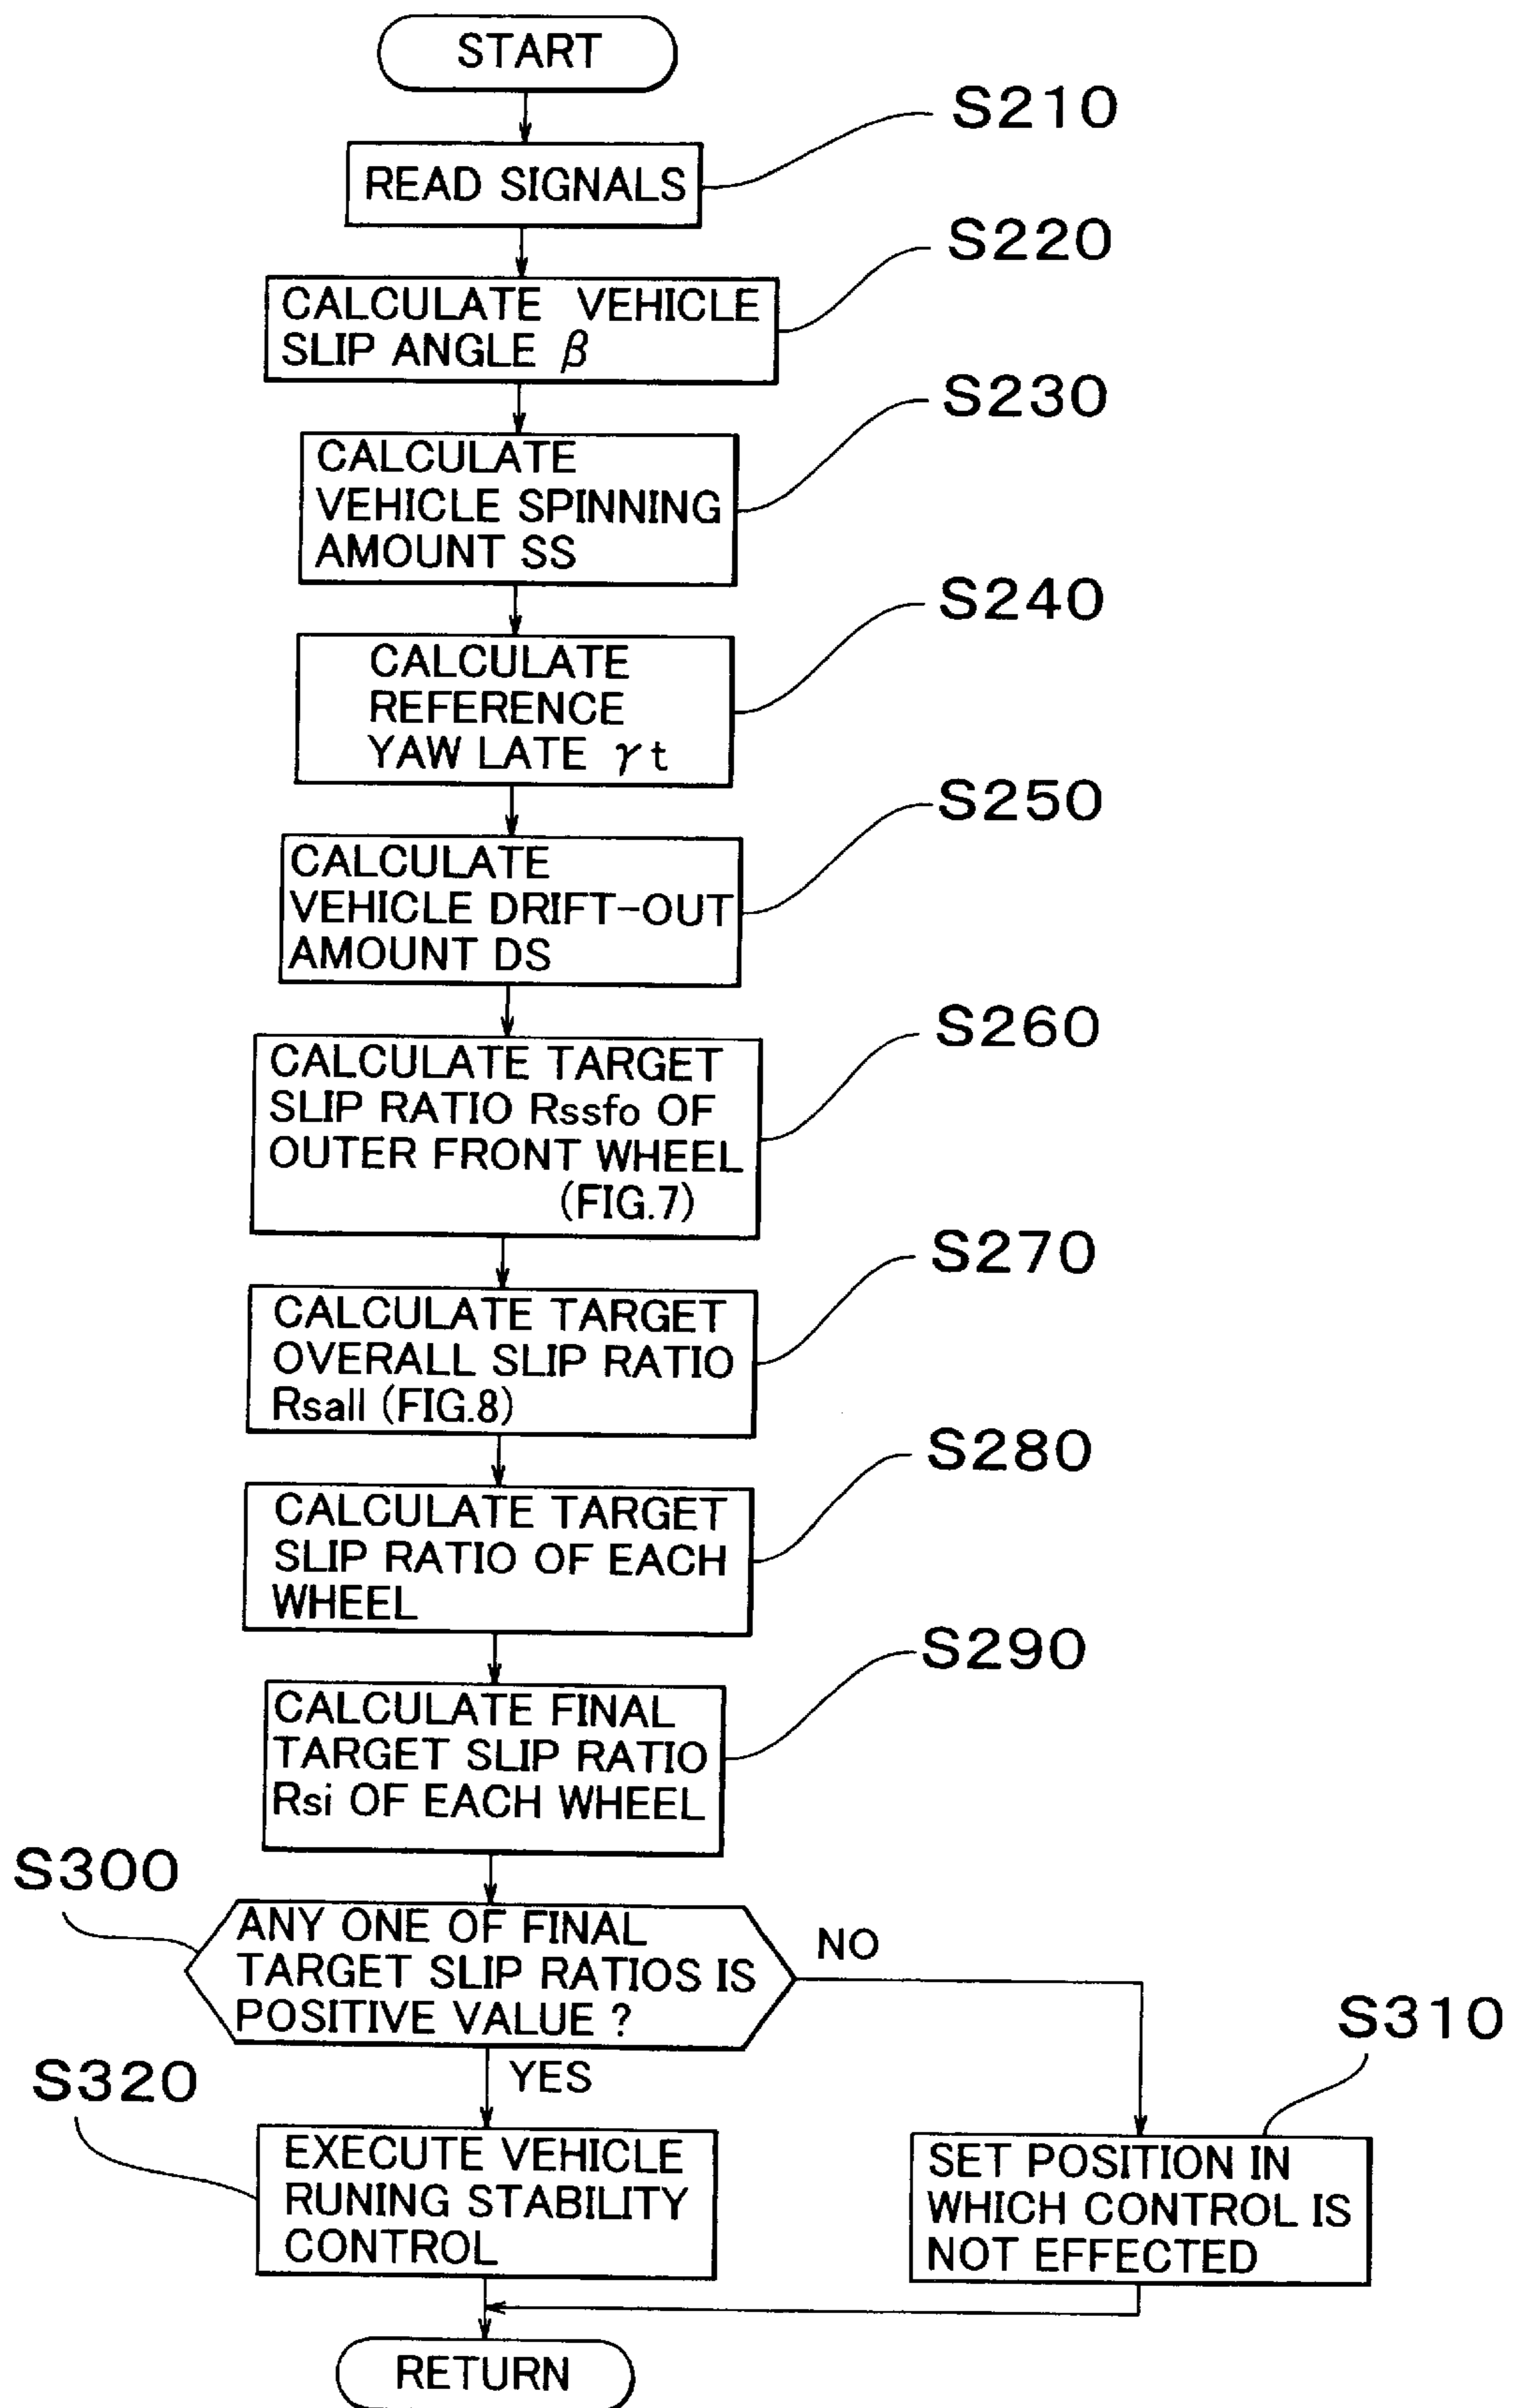 START
S210
READ SIGNALS
S220
CALCULATE VEHICLE
SLIP ANGLE β
S230
CALCULATE
VEHICLE SPINNING
AMOUNT SS
S240
CALCULATE
REFERENCE
YAW LATE γt
S250
CALCULATE
VEHICLE DRIFT-OUT
AMOUNT DS
S260
CALCULATE TARGET
SLIP RATIO Rssfo OF
OUTER FRONT WHEEL
(FIG.7)
S270
CALCULATE TARGET
OVERALL SLIP RATIO
Rsall (FIG.8)
S280
CALCULATE TARGET
SLIP RATIO OF EACH
WHEEL
S290
CALCULATE FINAL
TARGET SLIP RATIO
Rsi OF EACH WHEEL
S300
ANY ONE OF FINAL
TARGET SLIP RATIOS IS
POSITIVE VALUE ?
NO
S310
YES
S320
EXECUTE VEHICLE
RUNING STABILITY
CONTROL
SET POSITION IN
WHICH CONTROL IS
NOT EFFECTED
RETURN